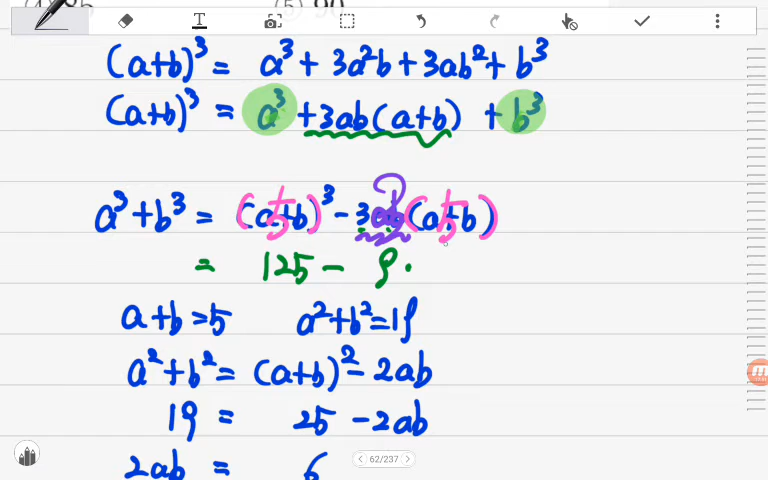 (a+b)³ = a³ + 3a²b + 3ab² + b³
(a+b)³ = a³ + 3ab(a+b) + b³
a³ + b³ = (a+b)³ - 3ab(a+b)
= 125 - 9·
a+b = 5 a²+b² = 19
a²+b² = (a+b)² - 2ab
19 = 25 - 2ab
2ab = 6
62/237